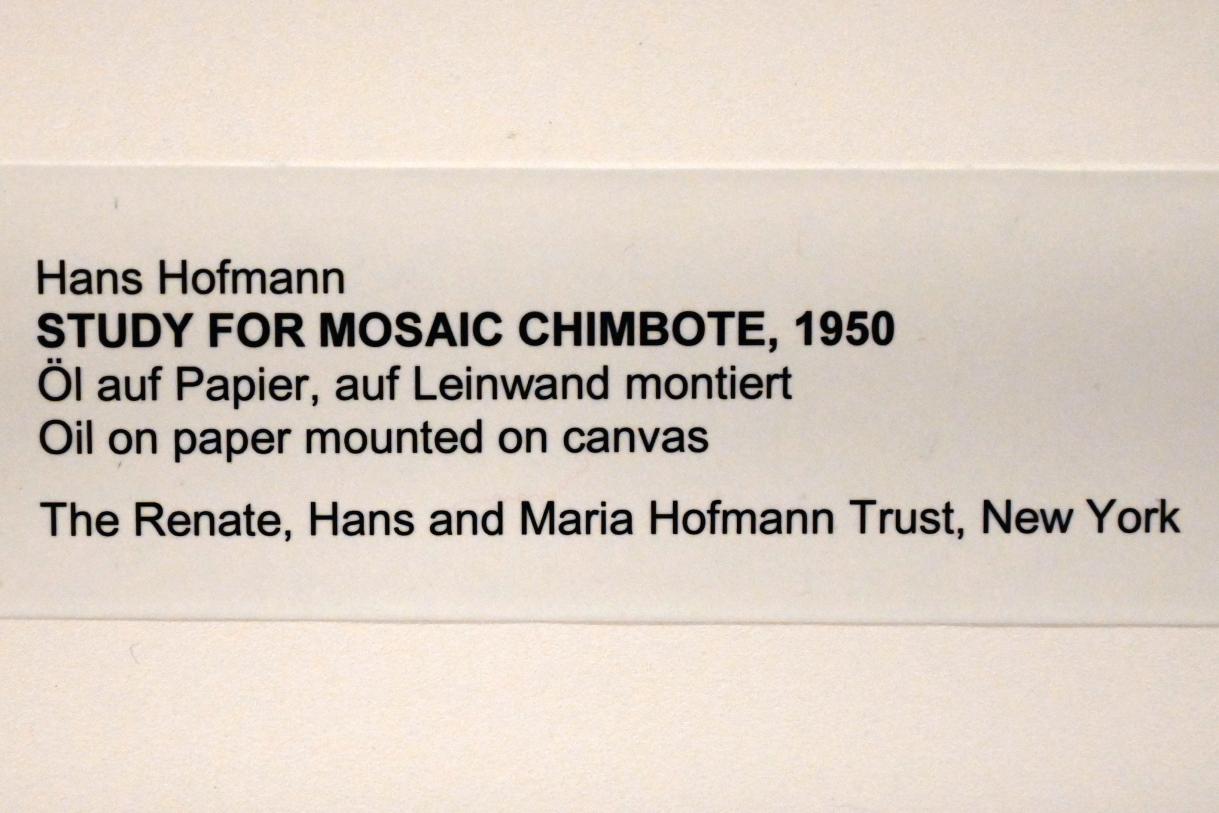 Hans Hofmann
STUDY FOR MOSAIC CHIMBOTE, 1950
Öl auf Papier, auf Leinwand montiert
Oil on paper mounted on canvas
The Renate, Hans and Maria Hofmann Trust, New York